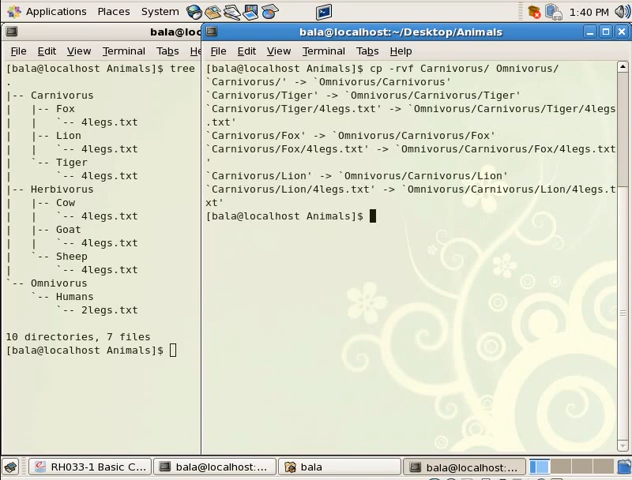 Applications Places System 1:40 PM
bala@loc
File Edit View Terminal Tabs H
[bala@localhost Animals]$ tree
.
|-- Carnivorus
|   |-- Fox
|   |   `-- 4legs.txt
|   |-- Lion
|   |   `-- 4legs.txt
|   `-- Tiger
|       `-- 4legs.txt
|-- Herbivorus
|   |-- Cow
|   |   `-- 4legs.txt
|   |-- Goat
|   |   `-- 4legs.txt
|   `-- Sheep
|       `-- 4legs.txt
`-- Omnivorus
    `-- Humans
        `-- 2legs.txt
10 directories, 7 files
[bala@localhost Animals]$
bala@localhost:~/Desktop/Animals
File Edit View Terminal Tabs Help
[bala@localhost Animals]$ cp -rvf Carnivorus/ Omnivorus/
`Carnivorus/' -> `Omnivorus/Carnivorus'
`Carnivorus/Tiger' -> `Omnivorus/Carnivorus/Tiger'
`Carnivorus/Tiger/4legs.txt' -> `Omnivorus/Carnivorus/Tiger/4legs
.txt'
`Carnivorus/Fox' -> `Omnivorus/Carnivorus/Fox'
`Carnivorus/Fox/4legs.txt' -> `Omnivorus/Carnivorus/Fox/4legs.txt
'
`Carnivorus/Lion' -> `Omnivorus/Carnivorus/Lion'
`Carnivorus/Lion/4legs.txt' -> `Omnivorus/Carnivorus/Lion/4legs.t
xt'
[bala@localhost Animals]$
RH033-1 Basic C... bala@localhost:... bala bala@localhost:...